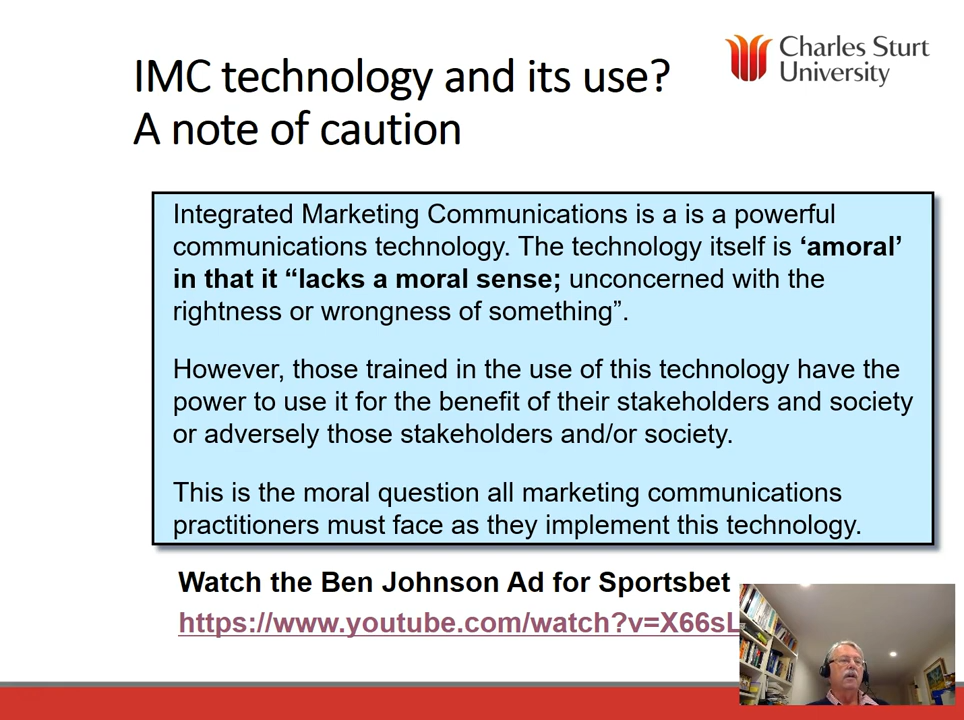 Charles Sturt
University
IMC technology and its use?
A note of caution
Integrated Marketing Communications is a is a powerful
communications technology. The technology itself is ‘amoral’
in that it “lacks a moral sense; unconcerned with the
rightness or wrongness of something”.
However, those trained in the use of this technology have the
power to use it for the benefit of their stakeholders and society
or adversely those stakeholders and/or society.
This is the moral question all marketing communications
practitioners must face as they implement this technology.
Watch the Ben Johnson Ad for Sportsbet
https://www.youtube.com/watch?v=X66sL